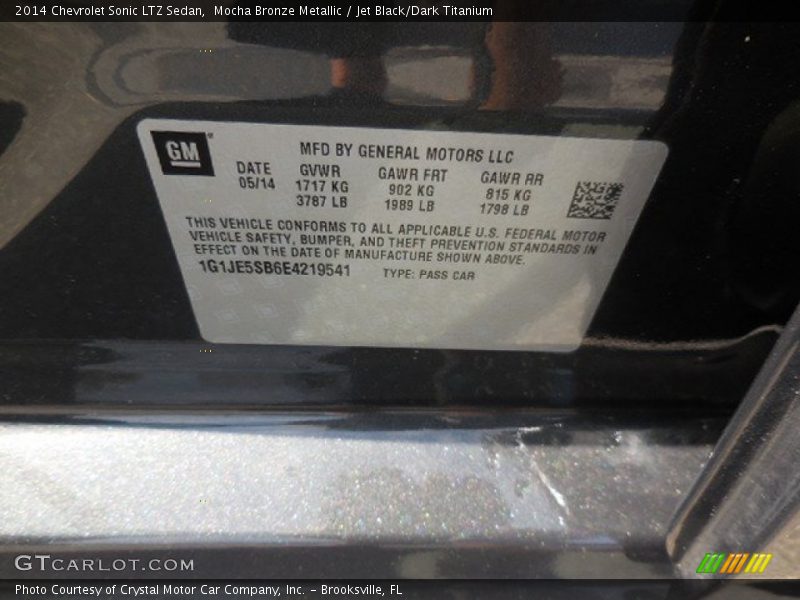 2014 Chevrolet Sonic LTZ Sedan,  Mocha Bronze Metallic / Jet Black/Dark Titanium
GM
MFD BY GENERAL MOTORS LLC
DATE GVWR GAWR FRT GAWR RR
05/14 1717 KG 902 KG 815 KG
3787 LB 1989 LB 1798 LB
THIS VEHICLE CONFORMS TO ALL APPLICABLE U.S. FEDERAL MOTOR
VEHICLE SAFETY, BUMPER, AND THEFT PREVENTION STANDARDS IN
EFFECT ON THE DATE OF MANUFACTURE SHOWN ABOVE.
1G1JE5SB6E4219541 TYPE: PASS CAR
GTCARLOT.COM
Photo Courtesy of Crystal Motor Car Company, Inc. – Brooksville, FL